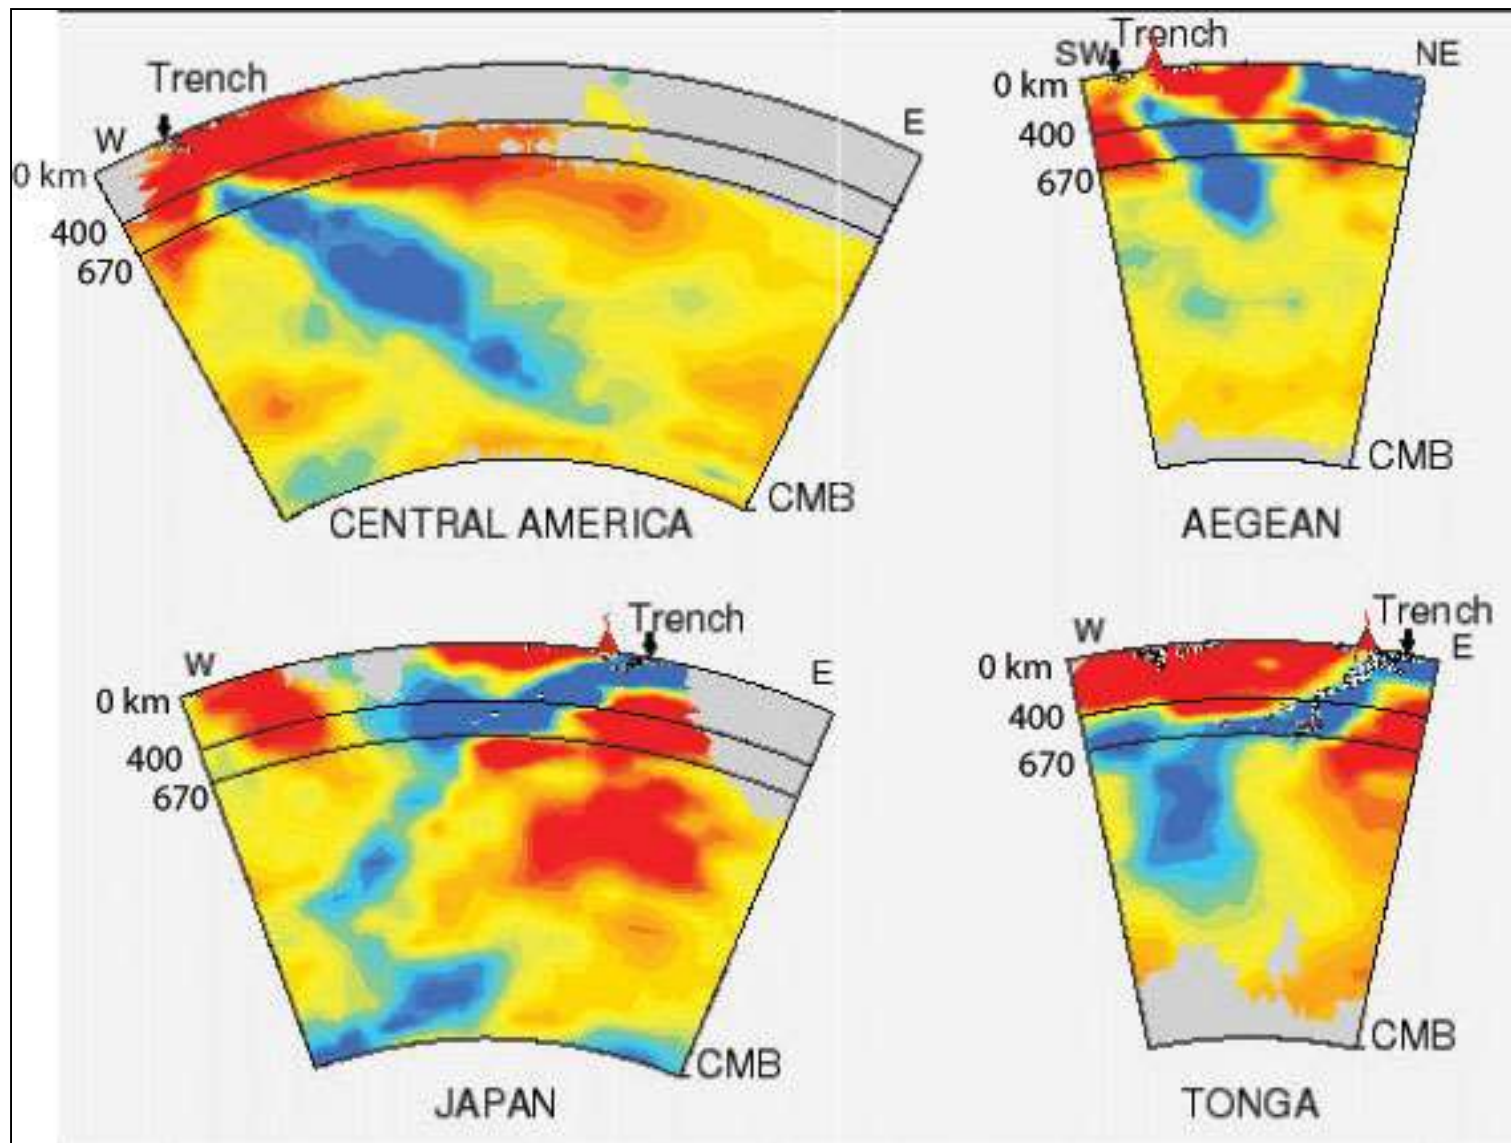 Trench
W
E
0 km
400
670
CMB
CENTRAL AMERICA
Trench
SW
NE
0 km
400
670
CMB
AEGEAN
Trench
W
E
0 km
400
670
CMB
JAPAN
Trench
W
E
0 km
400
670
CMB
TONGA